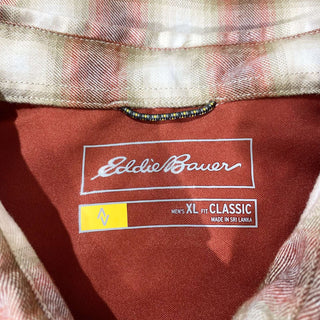 Eddie Bauer
MEN'S XL FIT CLASSIC
MADE IN SRI LANKA